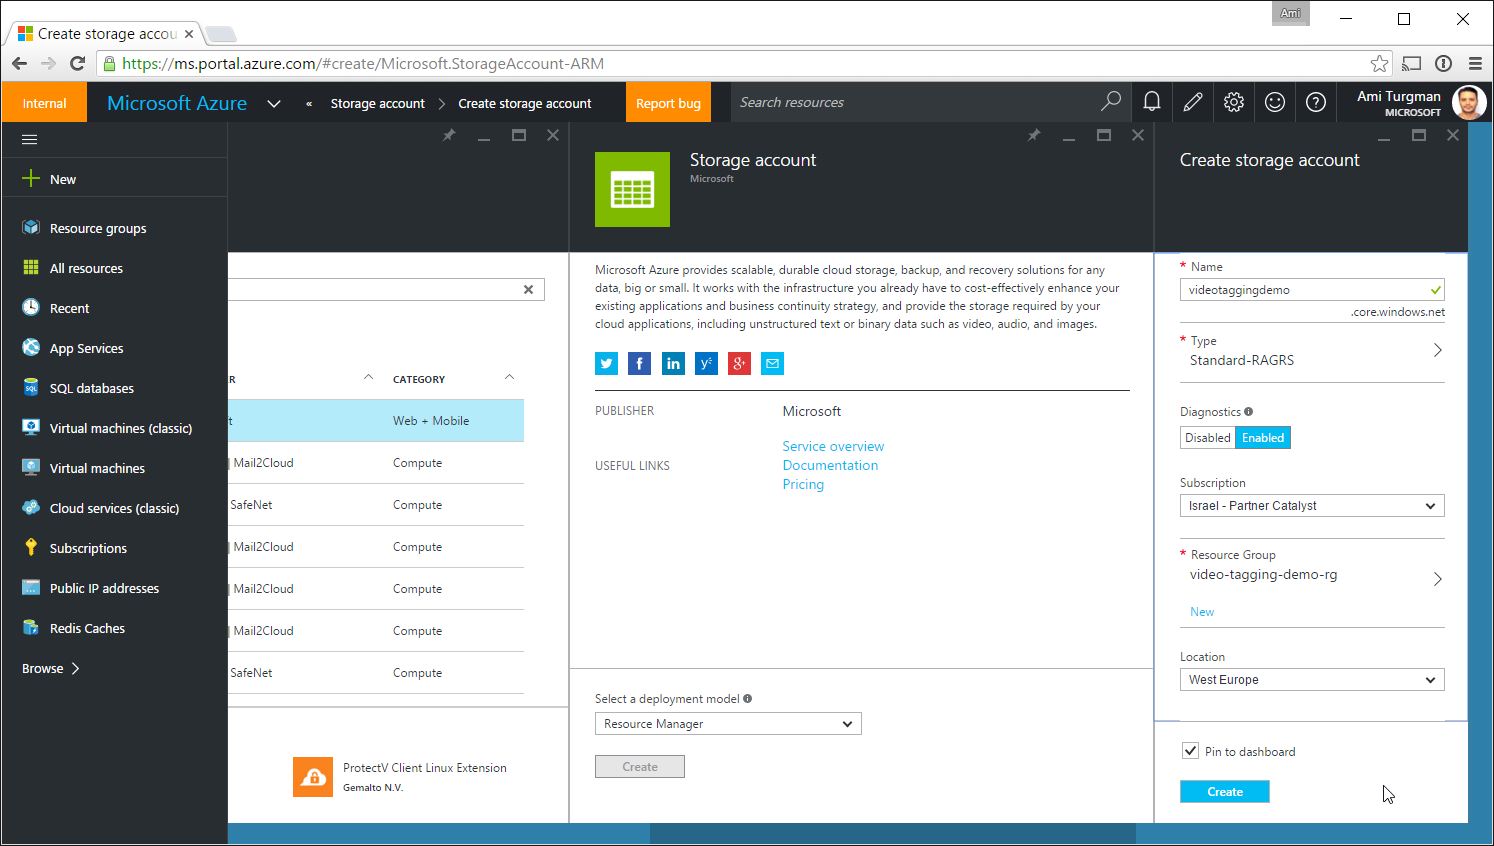 Ami
Create storage accou
https://ms.portal.azure.com/#create/Microsoft.StorageAccount-ARM
Internal
Microsoft Azure
« Storage account > Create storage account
Report bug
Search resources
Ami Turgman
MICROSOFT
New
Resource groups
All resources
Recent
App Services
SQL databases
Virtual machines (classic)
Virtual machines
Cloud services (classic)
Subscriptions
Public IP addresses
Redis Caches
Browse >
R
CATEGORY
t
Web + Mobile
Mail2Cloud
Compute
SafeNet
Compute
Mail2Cloud
Compute
Mail2Cloud
Compute
Mail2Cloud
Compute
SafeNet
Compute
ProtectV Client Linux Extension
Gemalto N.V.
Storage account
Microsoft
Microsoft Azure provides scalable, durable cloud storage, backup, and recovery solutions for any
data, big or small. It works with the infrastructure you already have to cost-effectively enhance your
existing applications and business continuity strategy, and provide the storage required by your
cloud applications, including unstructured text or binary data such as video, audio, and images.
PUBLISHER
Microsoft
USEFUL LINKS
Service overview
Documentation
Pricing
Select a deployment model
Resource Manager
Create
Create storage account
* Name
videotaggingdemo
.core.windows.net
* Type
Standard-RAGRS
Diagnostics
Disabled Enabled
Subscription
Israel - Partner Catalyst
* Resource Group
video-tagging-demo-rg
New
Location
West Europe
Pin to dashboard
Create